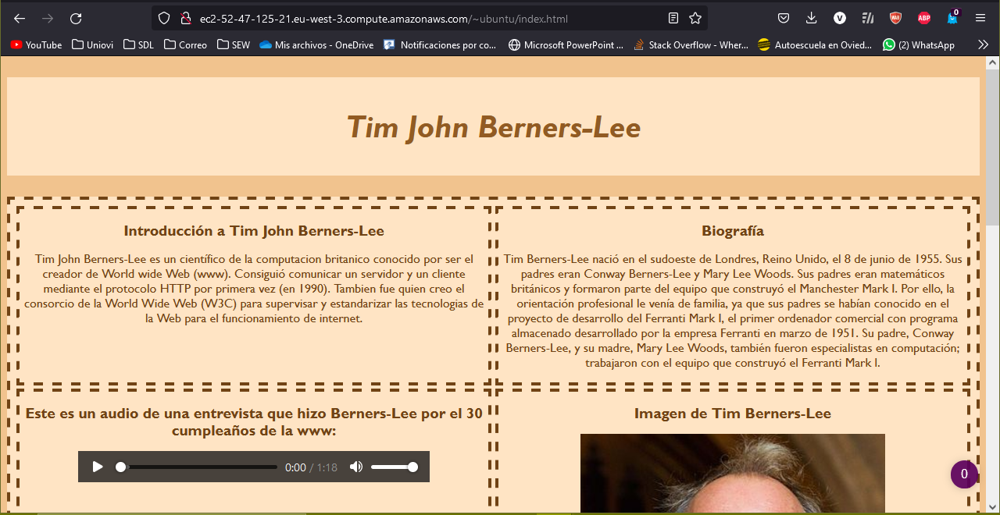 ec2-52-47-125-21.eu-west-3.compute.amazonaws.com/~ubuntu/index.html
V
WAB
ABP
0
YouTube
Uniovi
SDL
Correo
SEW
Mis archivos - OneDrive
Notificaciones por co...
Microsoft PowerPoint ...
Stack Overflow - Wher...
Autoescuela en Ovied...
(2) WhatsApp
Tim John Berners-Lee
Introducción a Tim John Berners-Lee
Tim John Berners-Lee es un científico de la computacion britanico conocido por ser el
creador de World wide Web (www). Consiguió comunicar un servidor y un cliente
mediante el protocolo HTTP por primera vez (en 1990). Tambien fue quien creo el
consorcio de la World Wide Web (W3C) para supervisar y estandarizar las tecnologias de
la Web para el funcionamiento de internet.
Biografía
Tim Berners-Lee nació en el sudoeste de Londres, Reino Unido, el 8 de junio de 1955. Sus
padres eran Conway Berners-Lee y Mary Lee Woods. Sus padres eran matemáticos
británicos y formaron parte del equipo que construyó el Manchester Mark I. Por ello, la
orientación profesional le venía de familia, ya que sus padres se habían conocido en el
proyecto de desarrollo del Ferranti Mark I, el primer ordenador comercial con programa
almacenado desarrollado por la empresa Ferranti en marzo de 1951. Su padre, Conway
Berners-Lee, y su madre, Mary Lee Woods, también fueron especialistas en computación;
trabajaron con el equipo que construyó el Ferranti Mark I.
Este es un audio de una entrevista que hizo Berners-Lee por el 30
cumpleaños de la www:
0:00 / 1:18
Imagen de Tim Berners-Lee
0